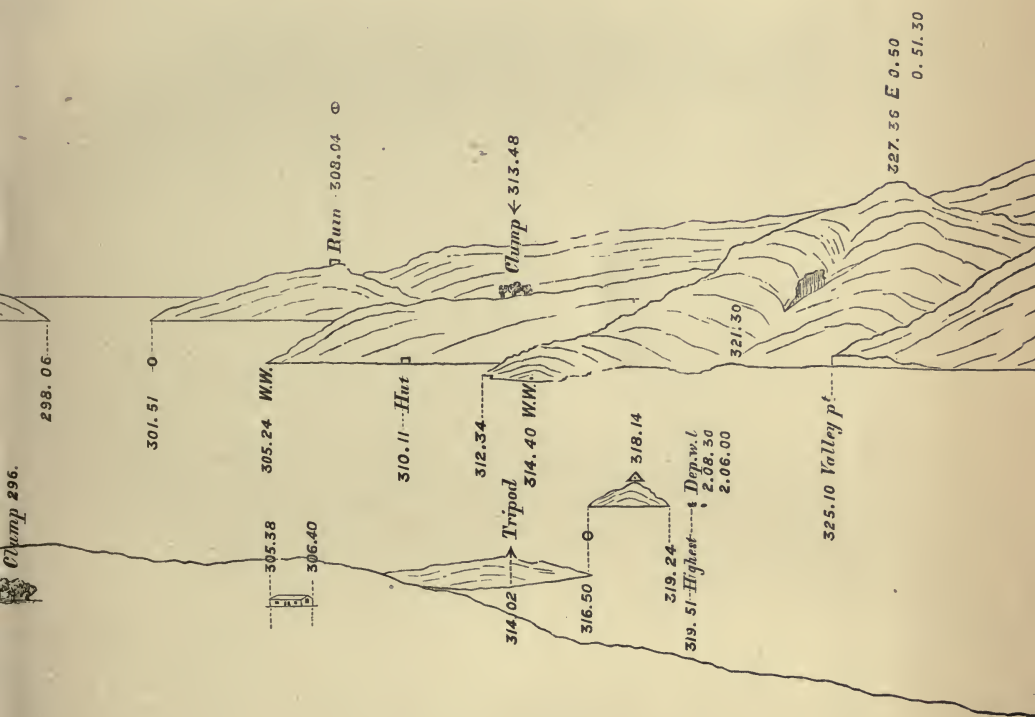 Clump 296.
298.06
301.51
305.24 W.W.
Ruin 308.04
310.11 Hut
312.34
Clump ← 313.48
314.40 W.W.
321.30
325.10 Valley pt.
327.36 E 0.50
0.51.30
305.38
306.40
314.02 → Tripod
316.50
318.14
319.24
319.51 Highest Dep. w. l
2.08.30
2.06.00